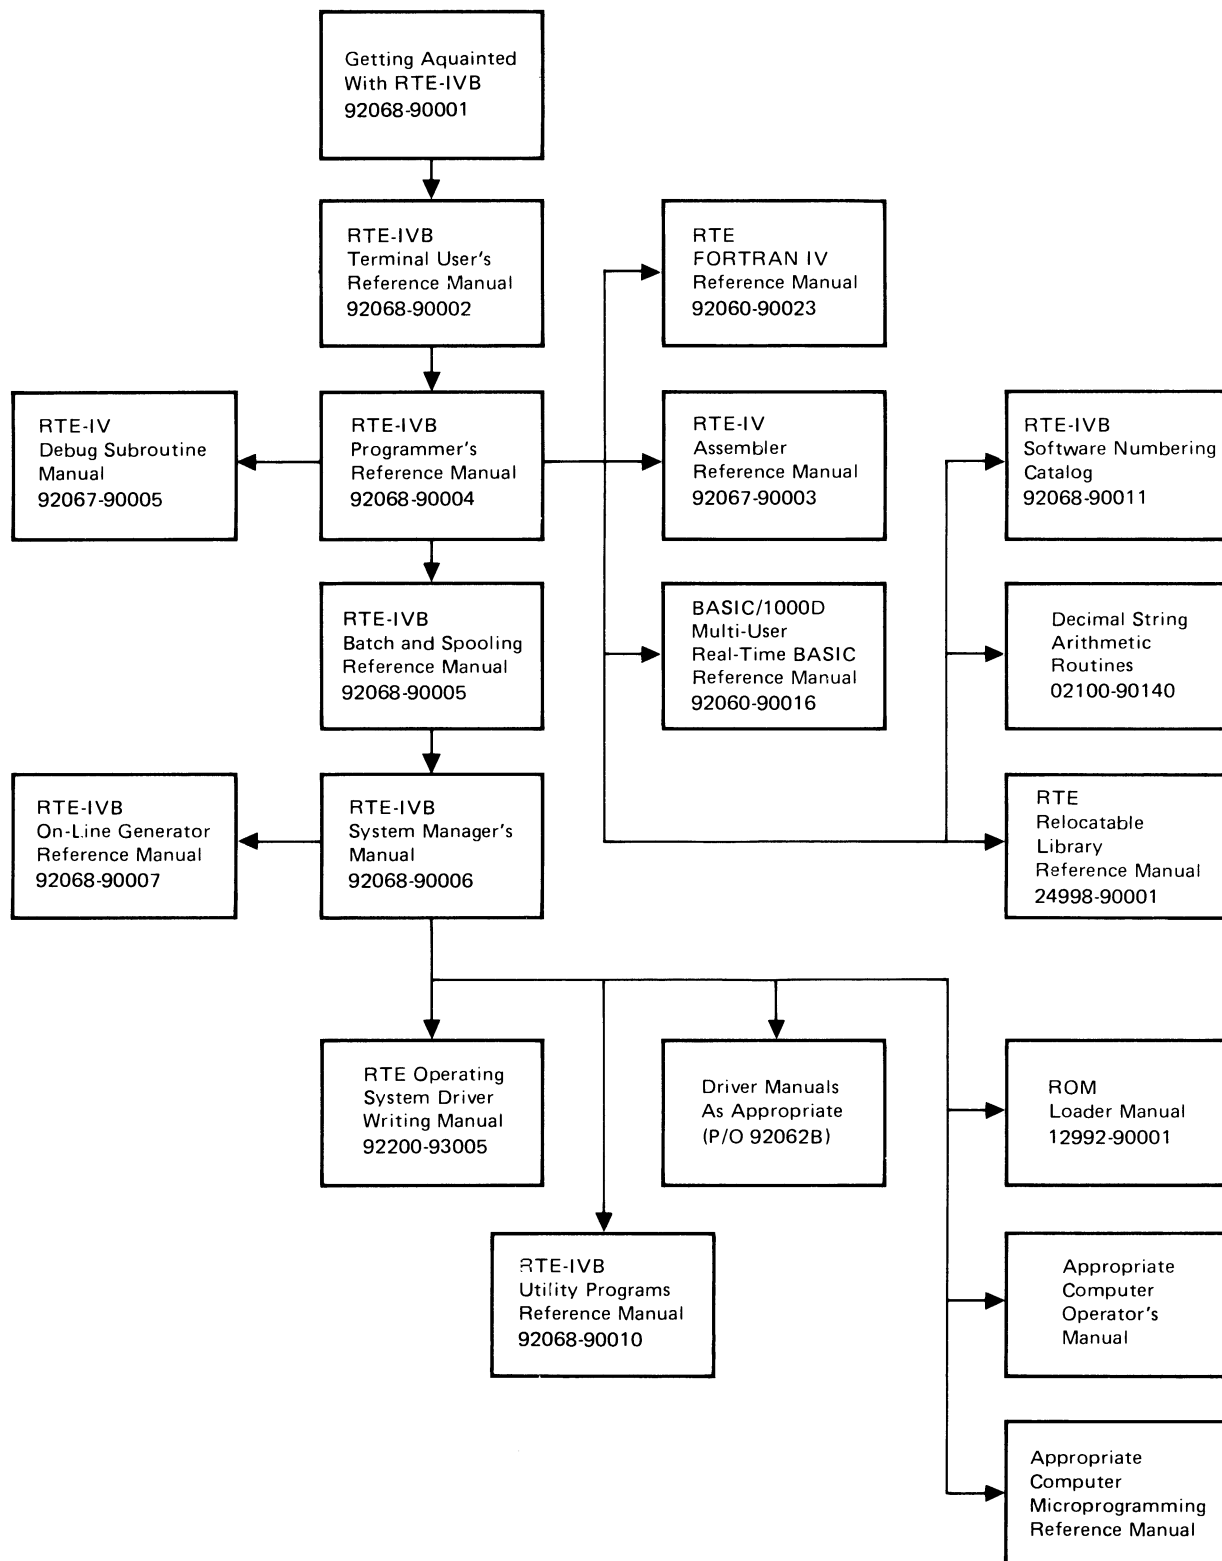 Getting Aquainted
With RTE-IVB
92068-90001
RTE-IVB
Terminal User's
Reference Manual
92068-90002
RTE
FORTRAN IV
Reference Manual
92060-90023
RTE-IV
Debug Subroutine
Manual
92067-90005
RTE-IVB
Programmer's
Reference Manual
92068-90004
RTE-IV
Assembler
Reference Manual
92067-90003
RTE-IVB
Software Numbering
Catalog
92068-90011
RTE-IVB
Batch and Spooling
Reference Manual
92068-90005
BASIC/1000D
Multi-User
Real-Time BASIC
Reference Manual
92060-90016
Decimal String
Arithmetic
Routines
02100-90140
RTE-IVB
On-Line Generator
Reference Manual
92068-90007
RTE-IVB
System Manager's
Manual
92068-90006
RTE
Relocatable
Library
Reference Manual
24998-90001
RTE Operating
System Driver
Writing Manual
92200-93005
Driver Manuals
As Appropriate
(P/O 92062B)
ROM
Loader Manual
12992-90001
RTE-IVB
Utility Programs
Reference Manual
92068-90010
Appropriate
Computer
Operator's
Manual
Appropriate
Computer
Microprogramming
Reference Manual